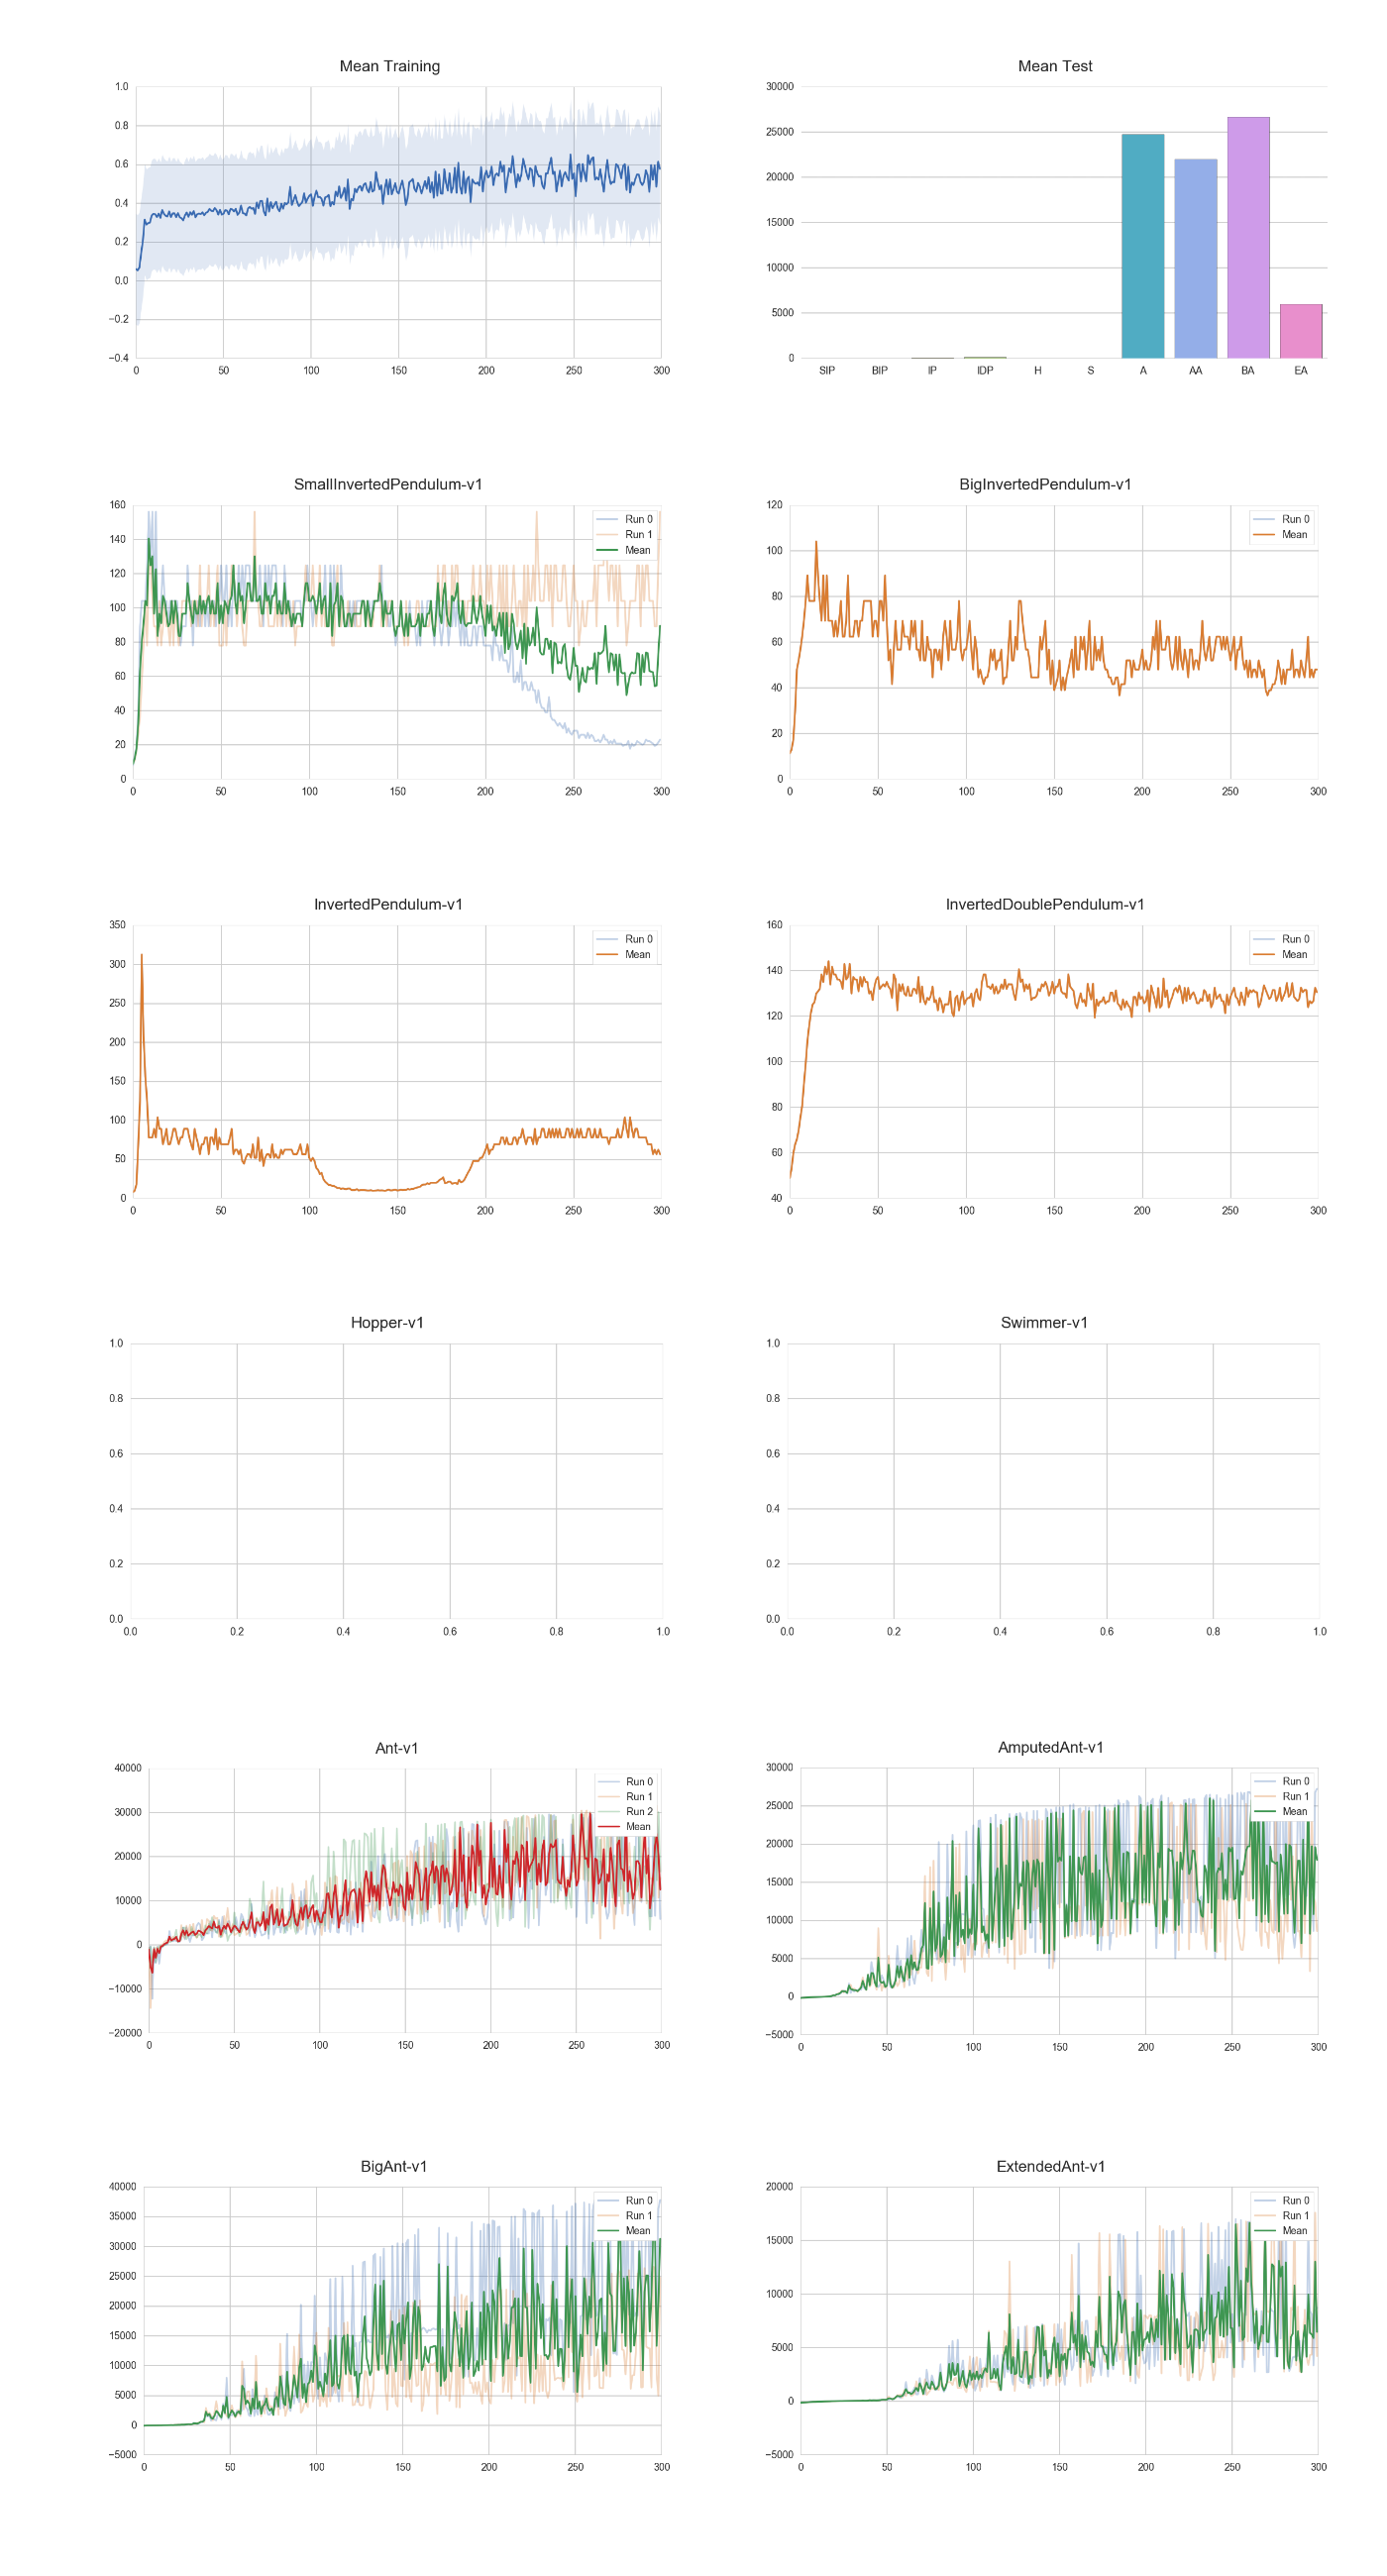 Mean Training
1.0
0.8
0.6
0.4
0.2
0.0
−0.2
−0.4
0 50 100 150 200 250 300
Mean Test
30000
25000
20000
15000
10000
5000
0
SIP BIP IP IDP H S A AA BA EA
SmallInvertedPendulum-v1
160
140
120
100
80
60
40
20
0
0 50 100 150 200 250 300
Run 0
Run 1
Mean
BigInvertedPendulum-v1
120
100
80
60
40
20
0
0 50 100 150 200 250 300
Run 0
Mean
InvertedPendulum-v1
350
300
250
200
150
100
50
0
0 50 100 150 200 250 300
Run 0
Mean
InvertedDoublePendulum-v1
160
140
120
100
80
60
40
0 50 100 150 200 250 300
Run 0
Mean
Hopper-v1
1.0
0.8
0.6
0.4
0.2
0.0
0.0 0.2 0.4 0.6 0.8 1.0
Swimmer-v1
1.0
0.8
0.6
0.4
0.2
0.0
0.0 0.2 0.4 0.6 0.8 1.0
Ant-v1
40000
30000
20000
10000
0
−10000
−20000
0 50 100 150 200 250 300
Run 0
Run 1
Run 2
Mean
AmputedAnt-v1
30000
25000
20000
15000
10000
5000
0
−5000
0 50 100 150 200 250 300
Run 0
Run 1
Mean
BigAnt-v1
40000
35000
30000
25000
20000
15000
10000
5000
0
−5000
0 50 100 150 200 250 300
Run 0
Run 1
Mean
ExtendedAnt-v1
20000
15000
10000
5000
0
−5000
0 50 100 150 200 250 300
Run 0
Run 1
Mean